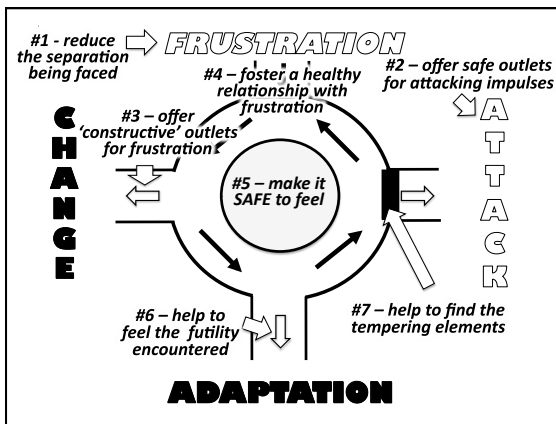 #1 - reduce
the separation
being faced
FRUSTRATION
#2 – offer safe outlets
for attacking impulses
#4 – foster a healthy
relationship with
frustration
#3 – offer
‘constructive’ outlets
for frustration
CHANGE
ATTACK
#5 – make it
SAFE to feel
#6 – help to
feel the futility
encountered
#7 – help to find the
tempering elements
ADAPTATION